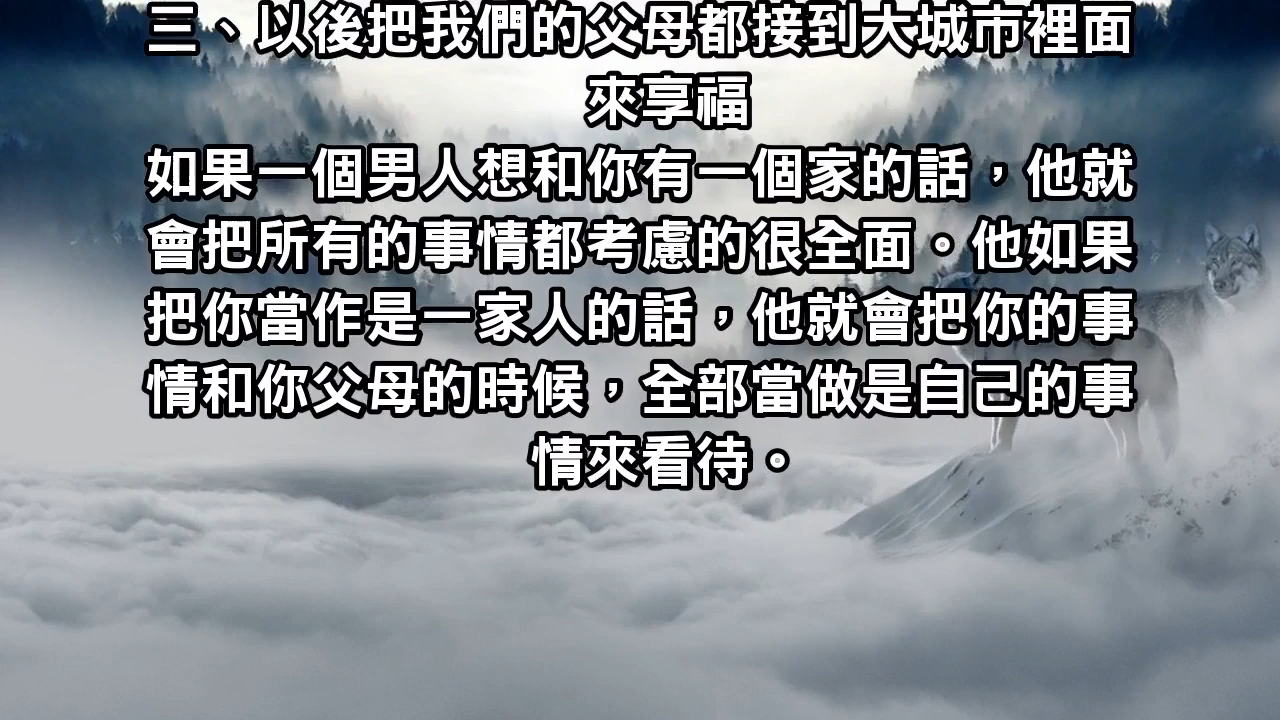 三、以後把我們的父母都接到大城市裡面
來享福
如果一個男人想和你有一個家的話，他就
會把所有的事情都考慮的很全面。他如果
把你當作是一家人的話，他就會把你的事
情和你父母的時候，全部當做是自己的事
情來看待。